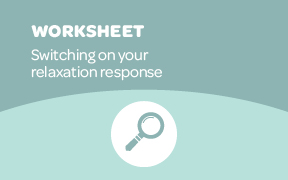 WORKSHEET
Switching on your
relaxation response